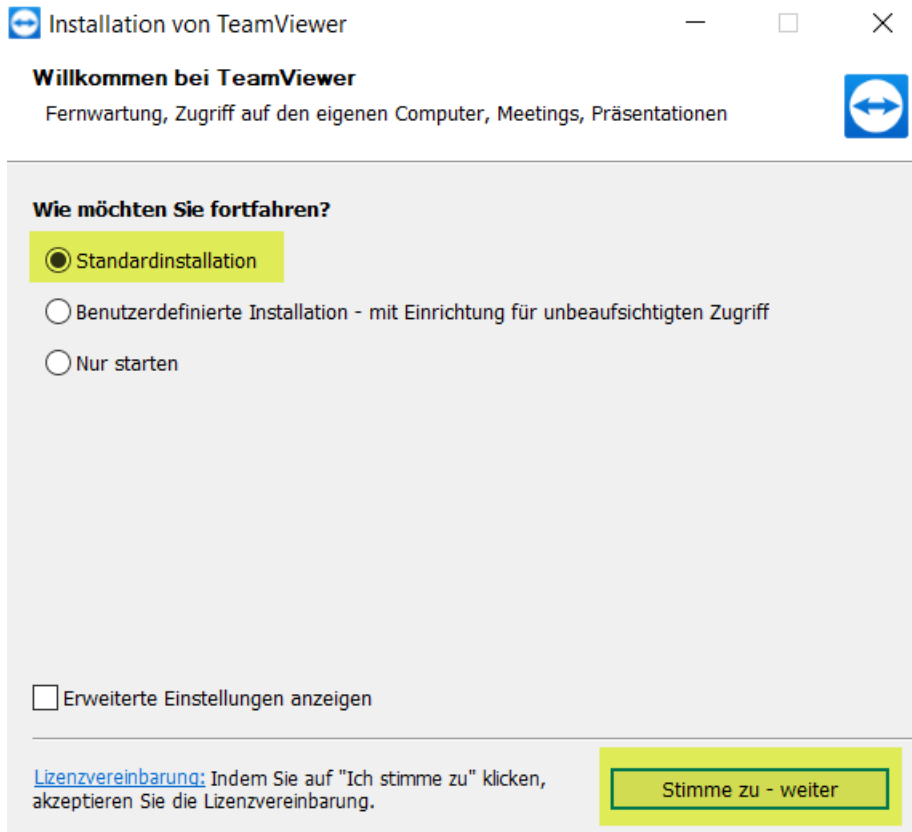 Installation von TeamViewer
Willkommen bei TeamViewer
Fernwartung, Zugriff auf den eigenen Computer, Meetings, Präsentationen
Wie möchten Sie fortfahren?
Standardinstallation
Benutzerdefinierte Installation - mit Einrichtung für unbeaufsichtigten Zugriff
Nur starten
Erweiterte Einstellungen anzeigen
Lizenzvereinbarung: Indem Sie auf "Ich stimme zu" klicken,
akzeptieren Sie die Lizenzvereinbarung.
Stimme zu - weiter